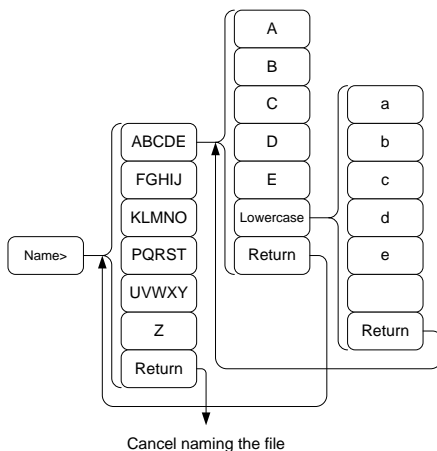 Name>
ABCDE
FGHIJ
KLMNO
PQRST
UVWXY
Z
Return
A
B
C
D
E
Lowercase
Return
a
b
c
d
e
Return
Cancel naming the file